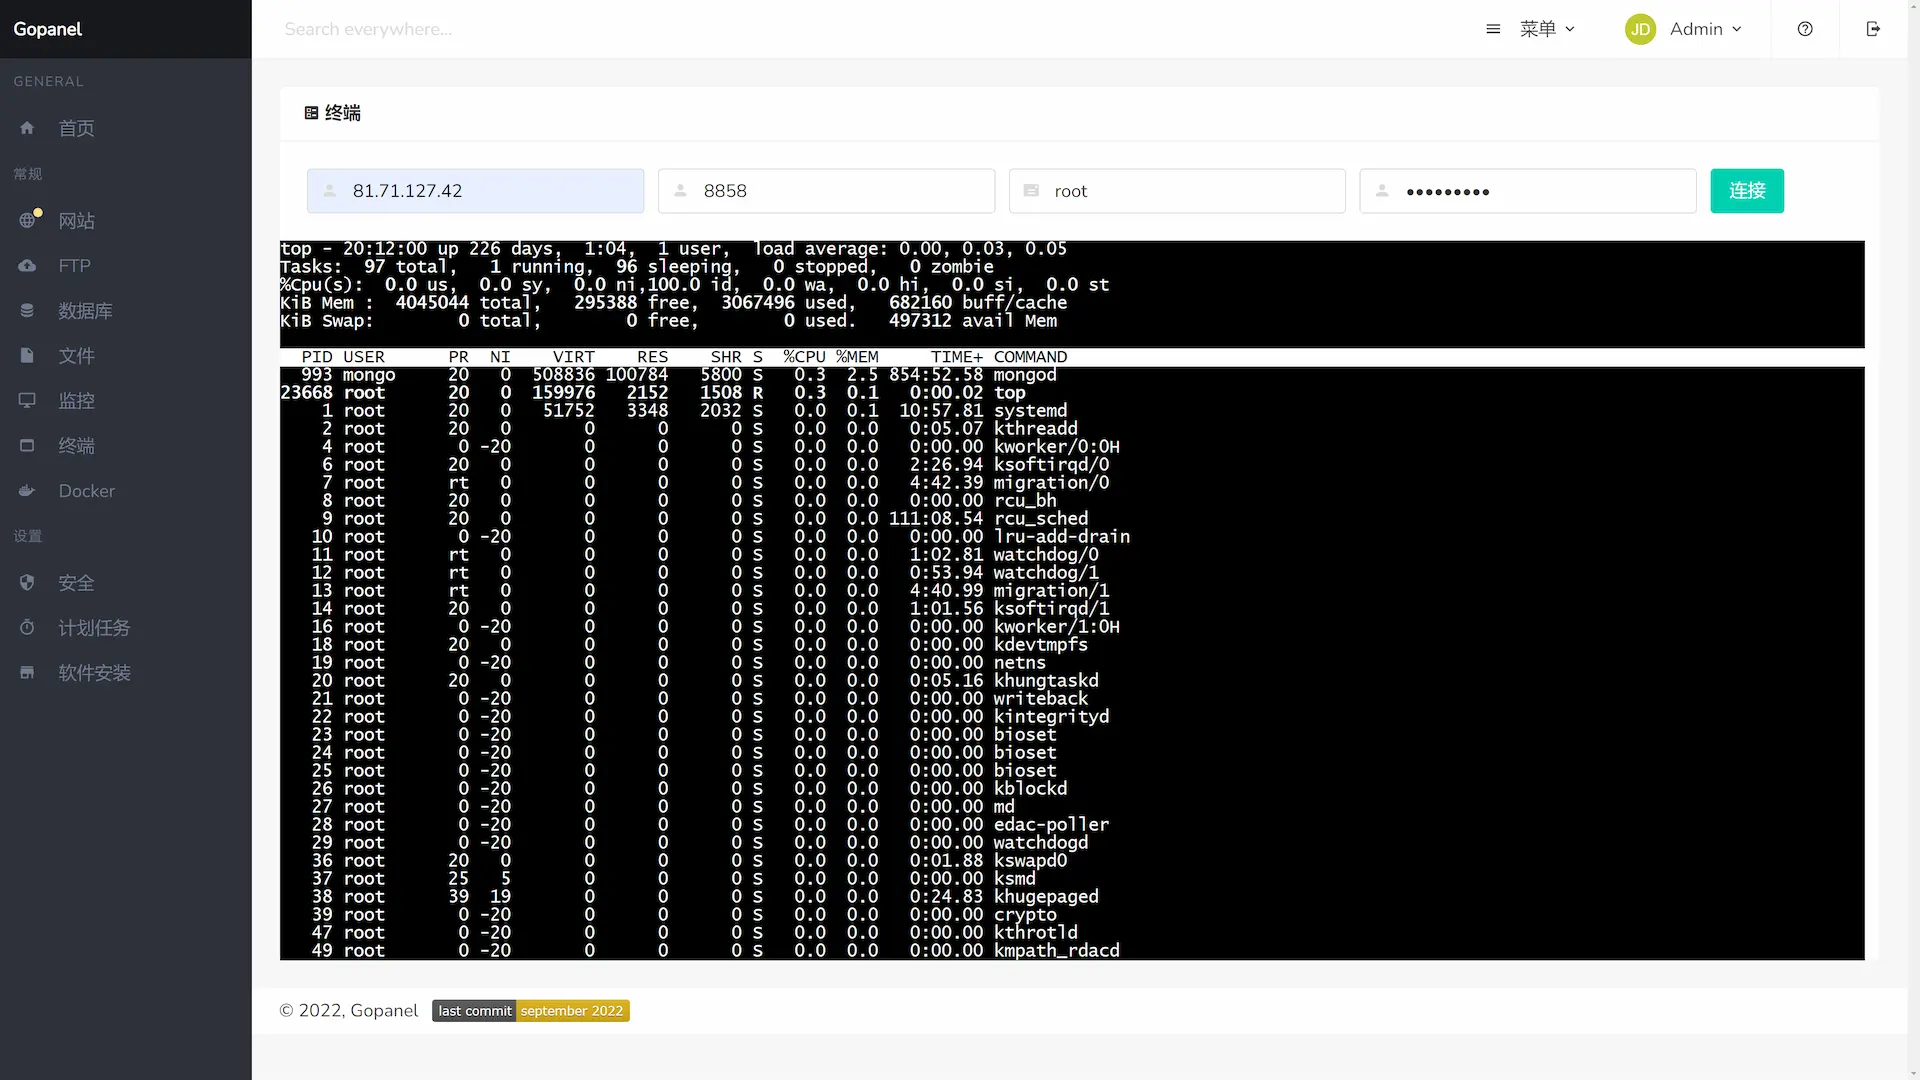 Gopanel
Search everywhere...
菜单
JD
Admin
GENERAL
首页
常规
网站
FTP
数据库
文件
监控
终端
Docker
设置
安全
计划任务
软件安装
终端
81.71.127.42
8858
root
•••••••••
连接
top - 20:12:00 up 226 days,  1:04,  1 user,  load average: 0.00, 0.03, 0.05
Tasks:  97 total,   1 running,  96 sleeping,   0 stopped,   0 zombie
%Cpu(s):  0.0 us,  0.0 sy,  0.0 ni,100.0 id,  0.0 wa,  0.0 hi,  0.0 si,  0.0 st
KiB Mem :  4045044 total,   295388 free,  3067496 used,   682160 buff/cache
KiB Swap:        0 total,        0 free,        0 used.   497312 avail Mem
PID USER      PR  NI    VIRT    RES    SHR S  %CPU %MEM     TIME+ COMMAND
993 mongo     20   0  508836 100784   5800 S   0.3  2.5 854:52.58 mongod
23668 root      20   0  159976   2152   1508 R   0.3  0.1   0:00.02 top
1 root      20   0   51752   3348   2032 S   0.0  0.1  10:57.81 systemd
2 root      20   0       0      0      0 S   0.0  0.0   0:05.07 kthreadd
4 root       0 -20       0      0      0 S   0.0  0.0   0:00.00 kworker/0:0H
6 root      20   0       0      0      0 S   0.0  0.0   2:26.94 ksoftirqd/0
7 root      rt   0       0      0      0 S   0.0  0.0   4:42.39 migration/0
8 root      20   0       0      0      0 S   0.0  0.0   0:00.00 rcu_bh
9 root      20   0       0      0      0 S   0.0  0.0 111:08.54 rcu_sched
10 root       0 -20       0      0      0 S   0.0  0.0   0:00.00 lru-add-drain
11 root      rt   0       0      0      0 S   0.0  0.0   1:02.81 watchdog/0
12 root      rt   0       0      0      0 S   0.0  0.0   0:53.94 watchdog/1
13 root      rt   0       0      0      0 S   0.0  0.0   4:40.99 migration/1
14 root      20   0       0      0      0 S   0.0  0.0   1:01.56 ksoftirqd/1
16 root       0 -20       0      0      0 S   0.0  0.0   0:00.00 kworker/1:0H
18 root      20   0       0      0      0 S   0.0  0.0   0:00.00 kdevtmpfs
19 root       0 -20       0      0      0 S   0.0  0.0   0:00.00 netns
20 root      20   0       0      0      0 S   0.0  0.0   0:05.16 khungtaskd
21 root       0 -20       0      0      0 S   0.0  0.0   0:00.00 writeback
22 root       0 -20       0      0      0 S   0.0  0.0   0:00.00 kintegrityd
23 root       0 -20       0      0      0 S   0.0  0.0   0:00.00 bioset
24 root       0 -20       0      0      0 S   0.0  0.0   0:00.00 bioset
25 root       0 -20       0      0      0 S   0.0  0.0   0:00.00 bioset
26 root       0 -20       0      0      0 S   0.0  0.0   0:00.00 kblockd
27 root       0 -20       0      0      0 S   0.0  0.0   0:00.00 md
28 root       0 -20       0      0      0 S   0.0  0.0   0:00.00 edac-poller
29 root       0 -20       0      0      0 S   0.0  0.0   0:00.00 watchdogd
36 root      20   0       0      0      0 S   0.0  0.0   0:01.88 kswapd0
37 root      25   5       0      0      0 S   0.0  0.0   0:00.00 ksmd
38 root      39  19       0      0      0 S   0.0  0.0   0:24.83 khugepaged
39 root       0 -20       0      0      0 S   0.0  0.0   0:00.00 crypto
47 root       0 -20       0      0      0 S   0.0  0.0   0:00.00 kthrotld
49 root       0 -20       0      0      0 S   0.0  0.0   0:00.00 kmpath_rdacd
© 2022, Gopanel last commit september 2022